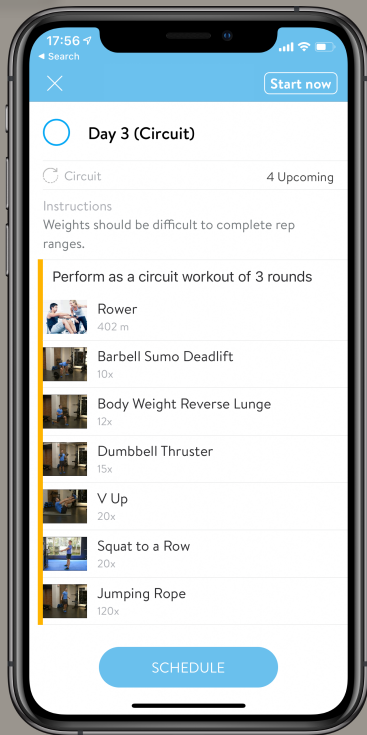 17:56
Search
Start now
Day 3 (Circuit)
Circuit
4 Upcoming
Instructions
Weights should be difficult to complete rep
ranges.
Perform as a circuit workout of 3 rounds
Rower
402 m
Barbell Sumo Deadlift
10x
Body Weight Reverse Lunge
12x
Dumbbell Thruster
15x
V Up
20x
Squat to a Row
20x
Jumping Rope
120x
SCHEDULE